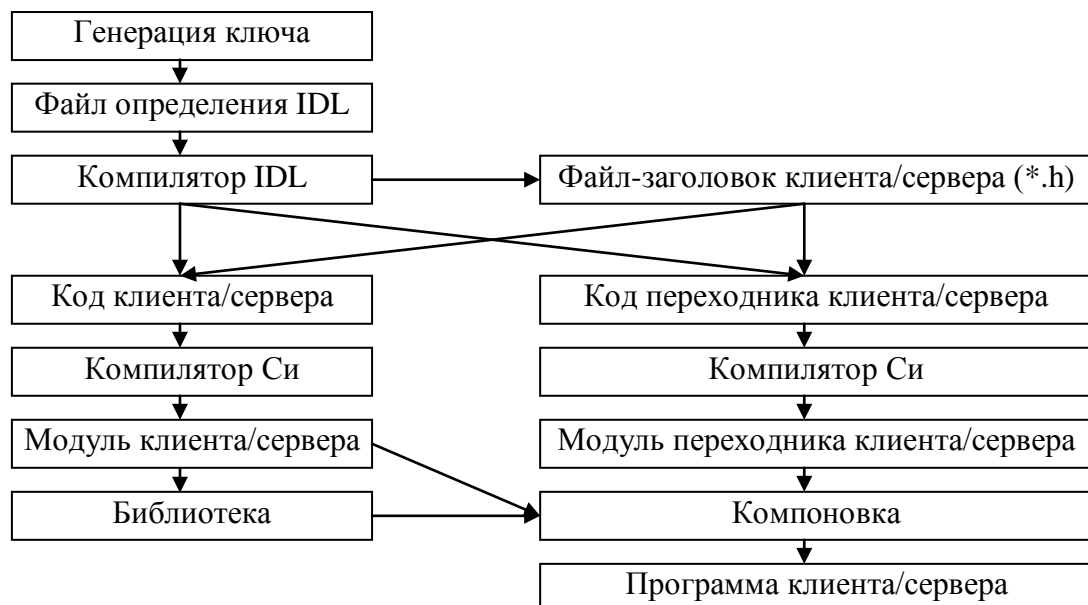 Генерация ключа
Файл определения IDL
Компилятор IDL
Файл-заголовок клиента/сервера (*.h)
Код клиента/сервера
Код переходника клиента/сервера
Компилятор Си
Компилятор Си
Модуль клиента/сервера
Модуль переходника клиента/сервера
Библиотека
Компоновка
Программа клиента/сервера